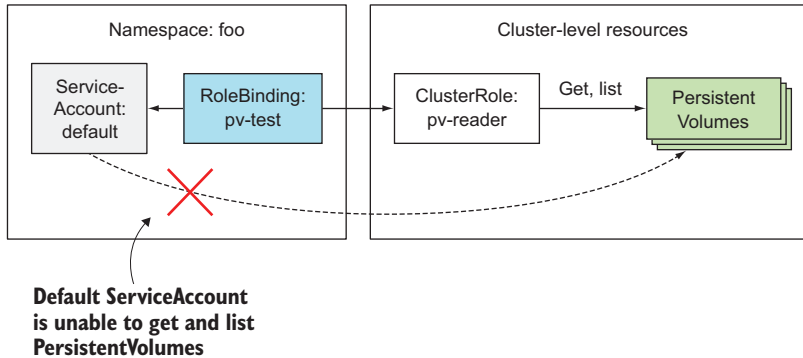 Namespace: foo
Cluster-level resources
Service-
Account:
default
RoleBinding:
pv-test
ClusterRole:
pv-reader
Get, list
Persistent
Volumes
Default ServiceAccount
is unable to get and list
PersistentVolumes